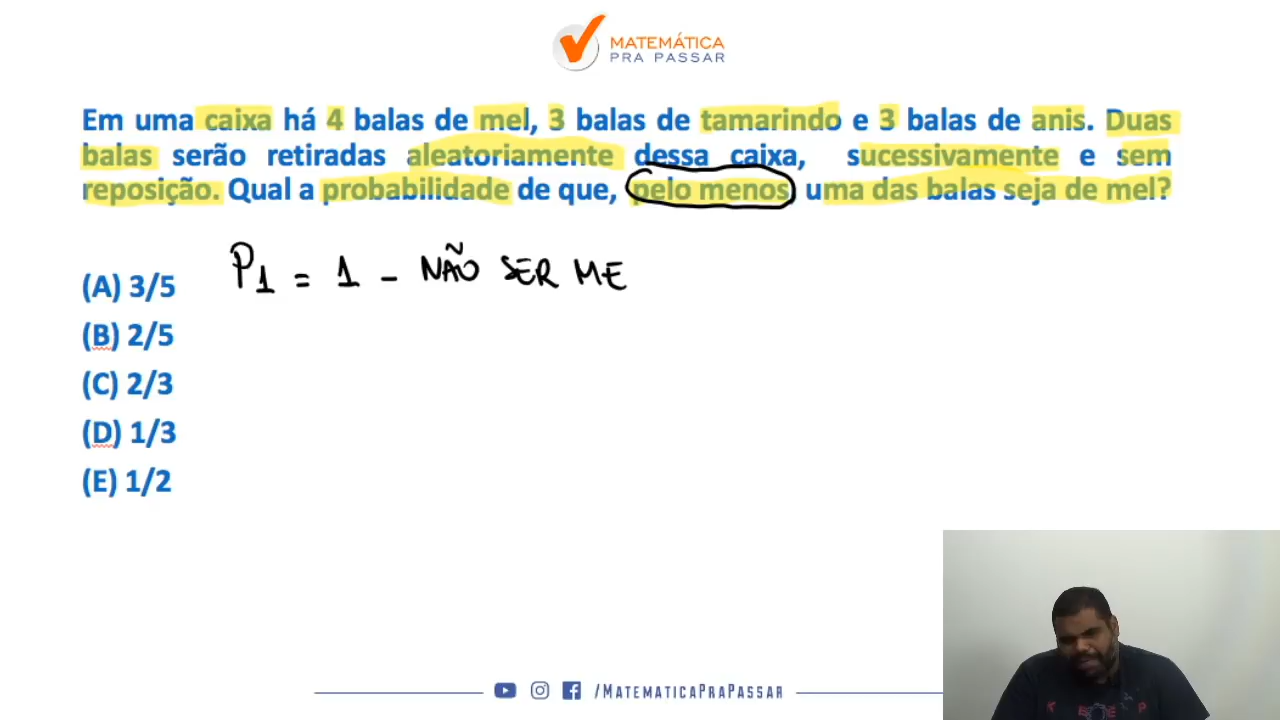 MATEMÁTICA
PRA PASSAR
Em uma caixa há 4 balas de mel, 3 balas de tamarindo e 3 balas de anis. Duas
balas serão retiradas aleatoriamente dessa caixa, sucessivamente e sem
reposição. Qual a probabilidade de que, pelo menos uma das balas seja de mel?
P1 = 1 - NÃO SER ME
(A) 3/5
(B) 2/5
(C) 2/3
(D) 1/3
(E) 1/2
/MATEMATICAPRAPASSAR